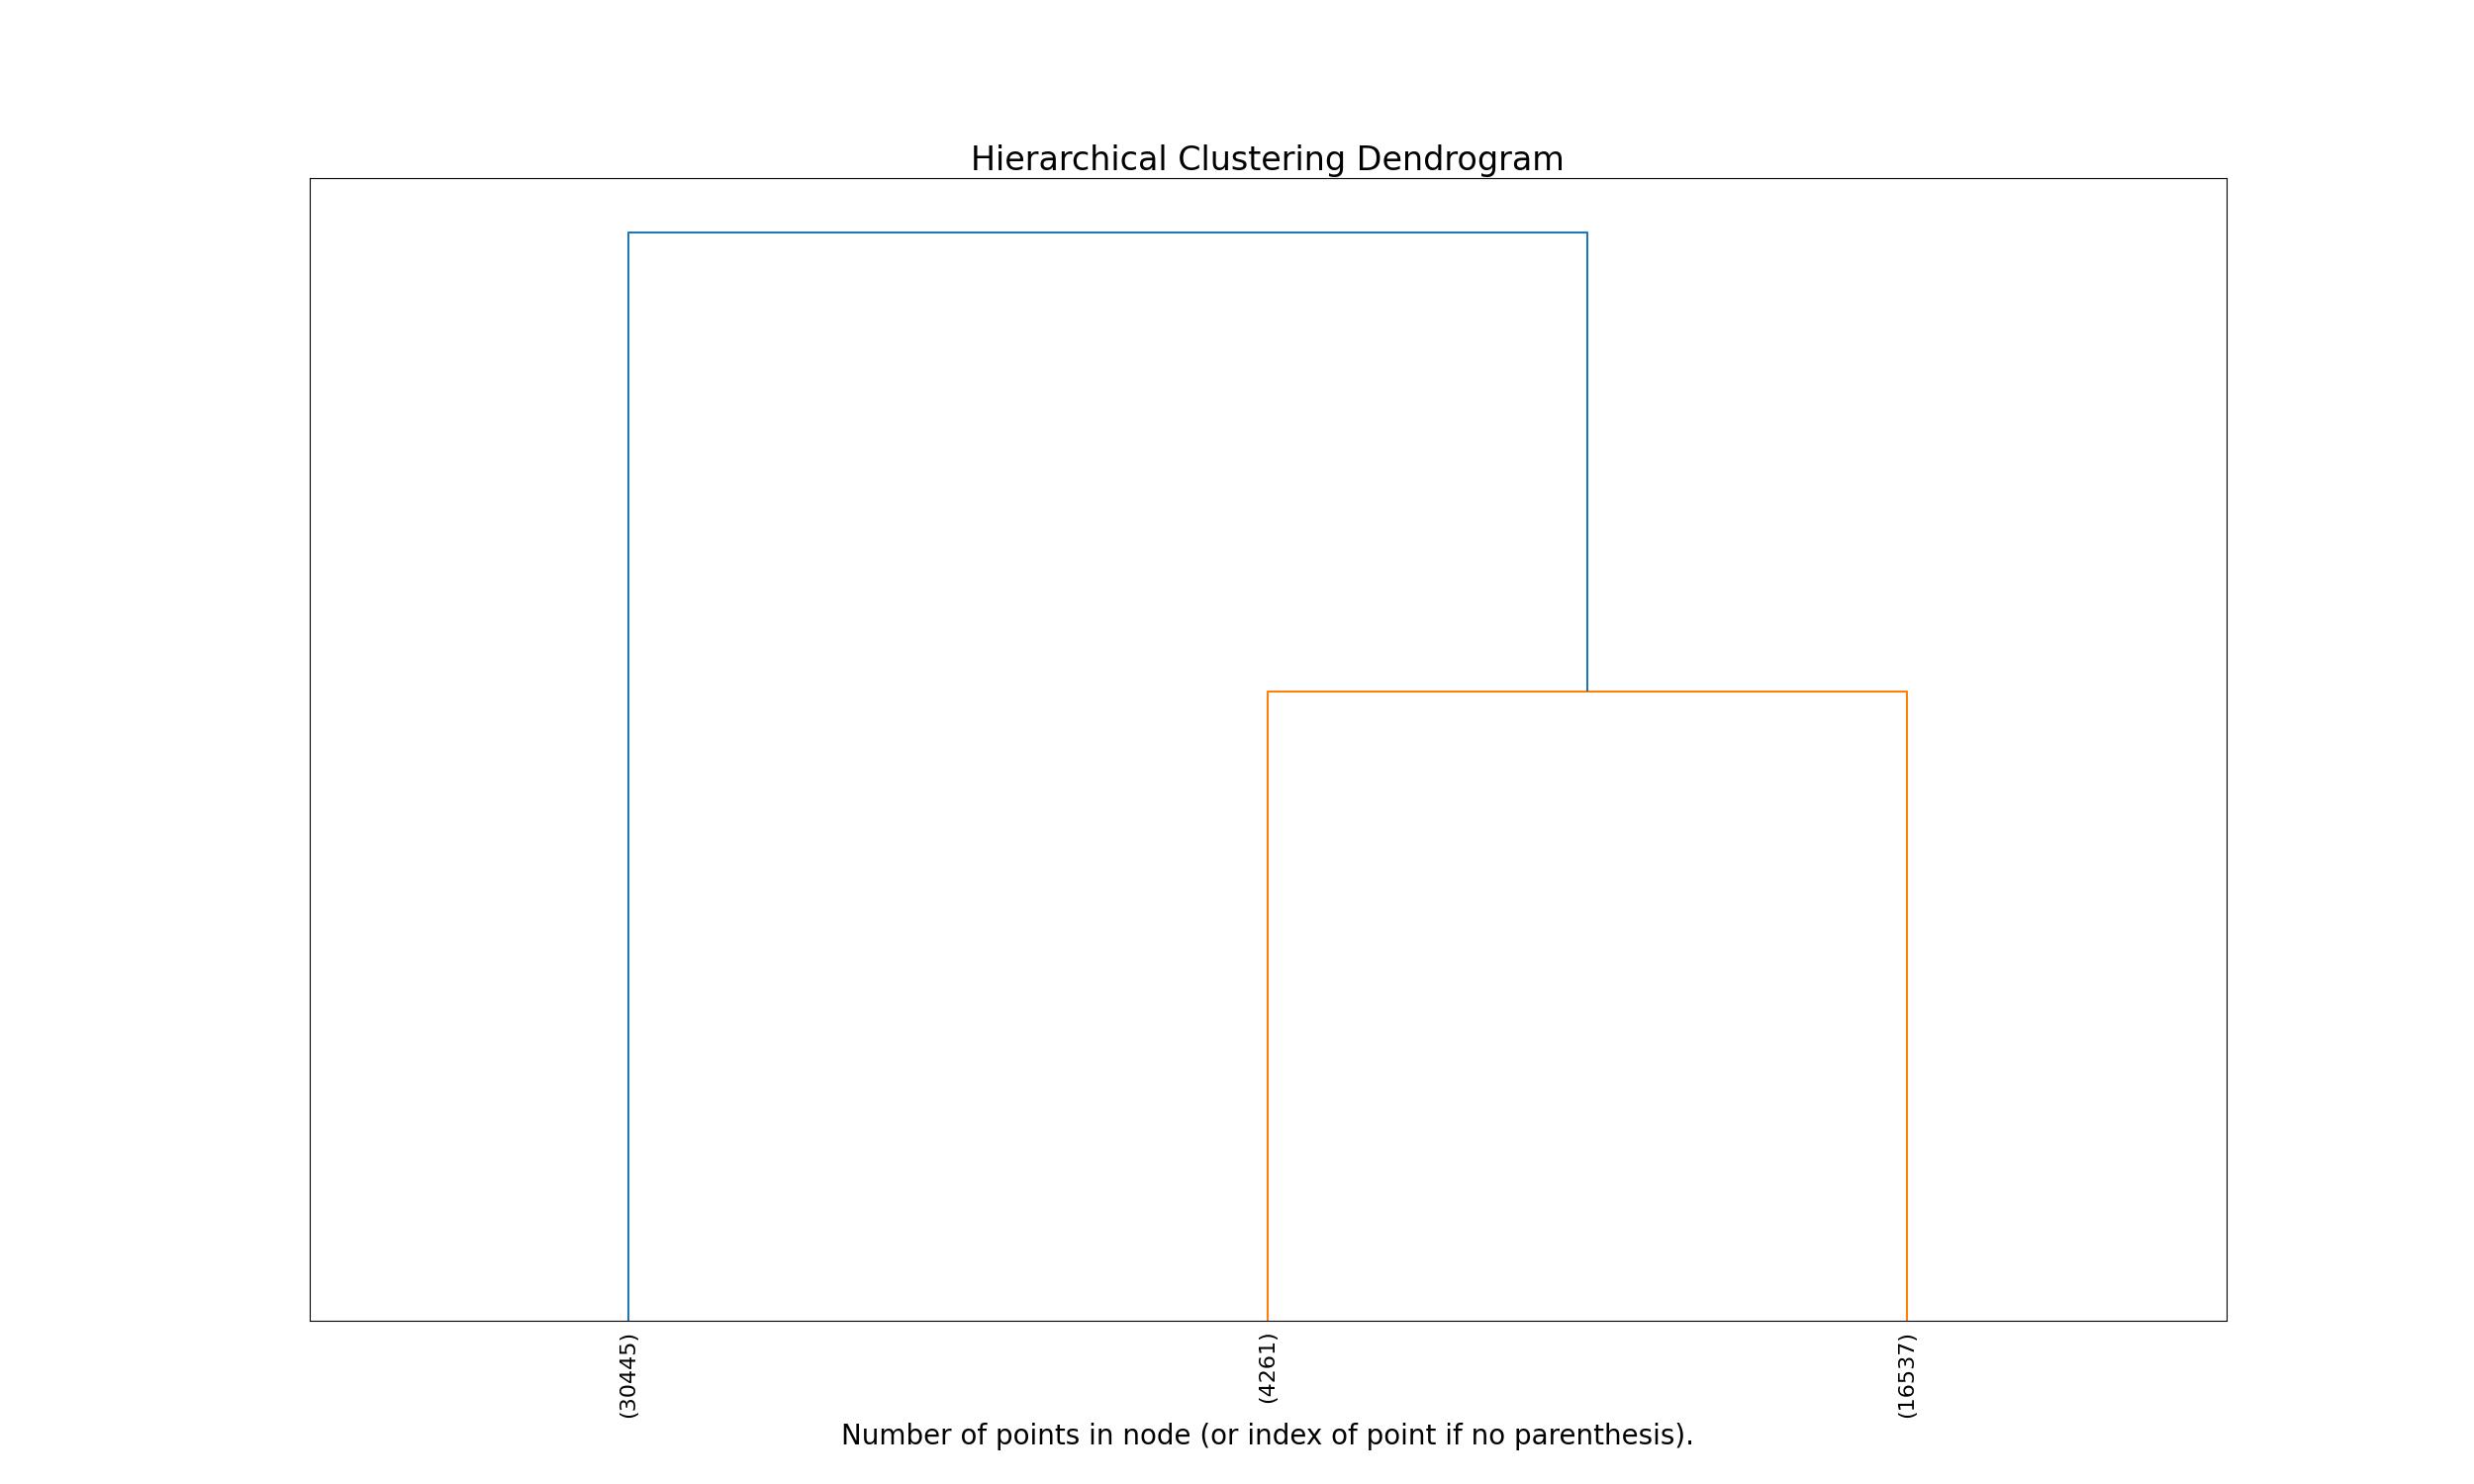 Hierarchical Clustering Dendrogram
(30445)
(4261)
(16537)
Number of points in node (or index of point if no parenthesis).